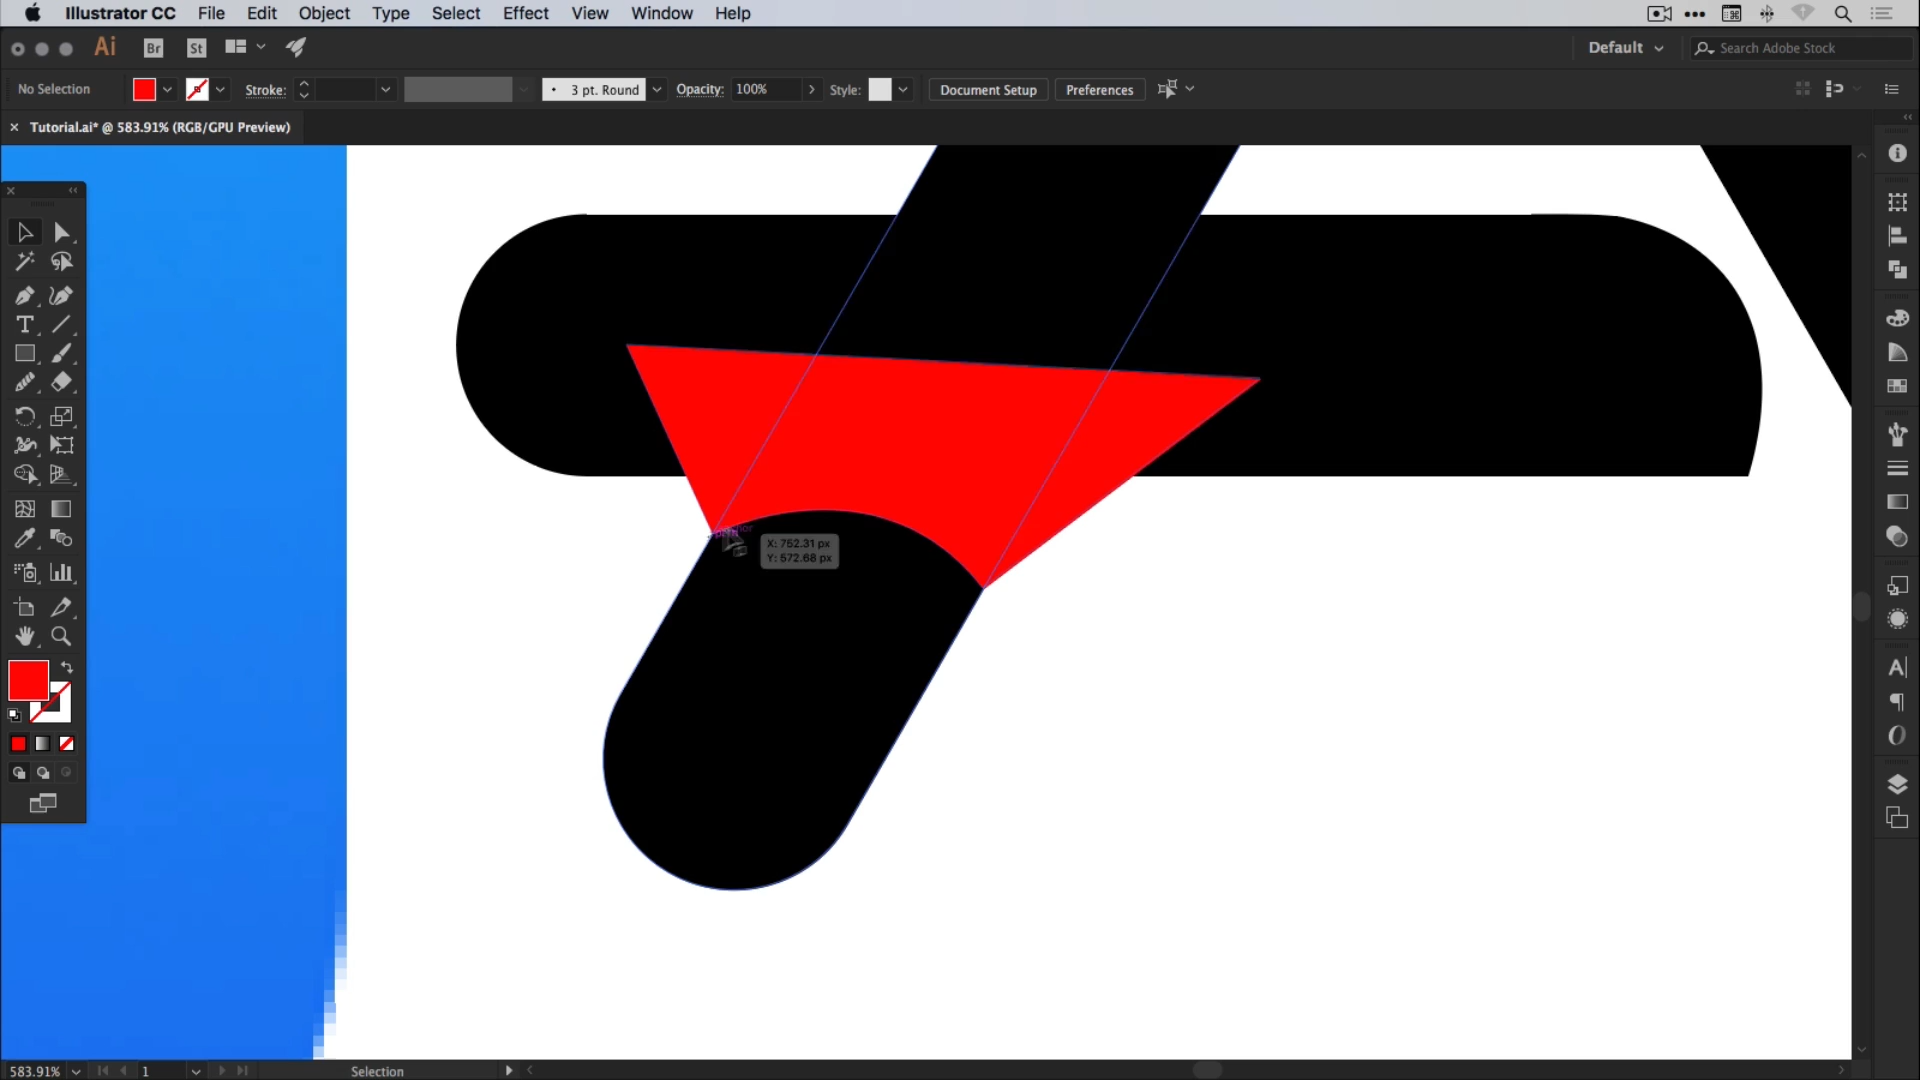 Illustrator CC File Edit Object Type Select Effect View Window Help
Ai Br St Default Search Adobe Stock
No Selection Stroke: 3 pt. Round Opacity: 100% Style: Document Setup Preferences
× Tutorial.ai* @ 583.91% (RGB/GPU Preview)
X: 752.31 px
Y: 572.68 px
583.91% 1 Selection